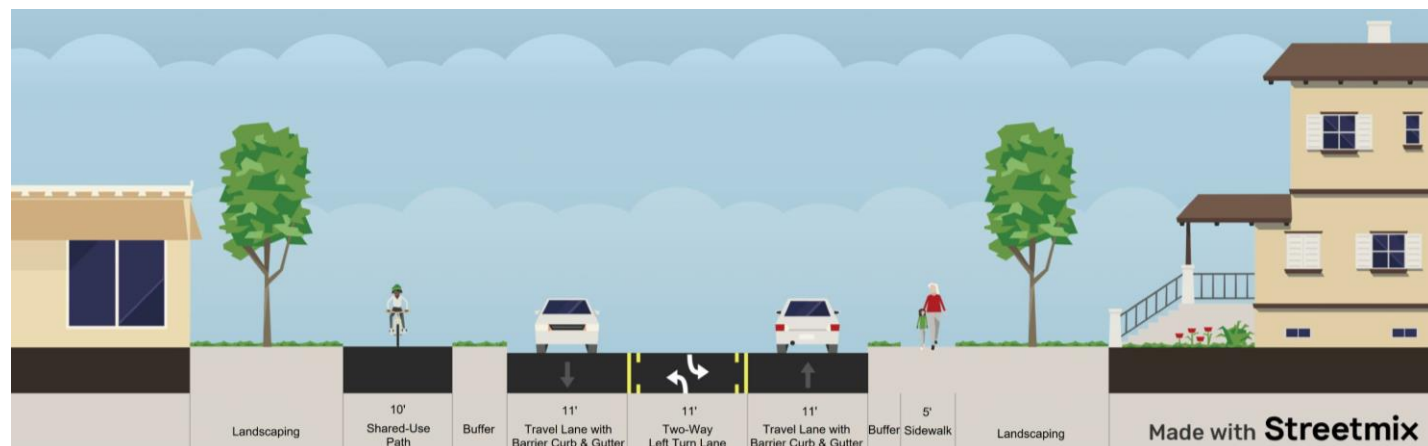 Landscaping
10'
Shared-Use
Path
Buffer
11'
Travel Lane with
Barrier Curb & Gutter
11'
Two-Way
Left Turn Lane
11'
Travel Lane with
Barrier Curb & Gutter
Buffer
5'
Sidewalk
Landscaping
Made with Streetmix